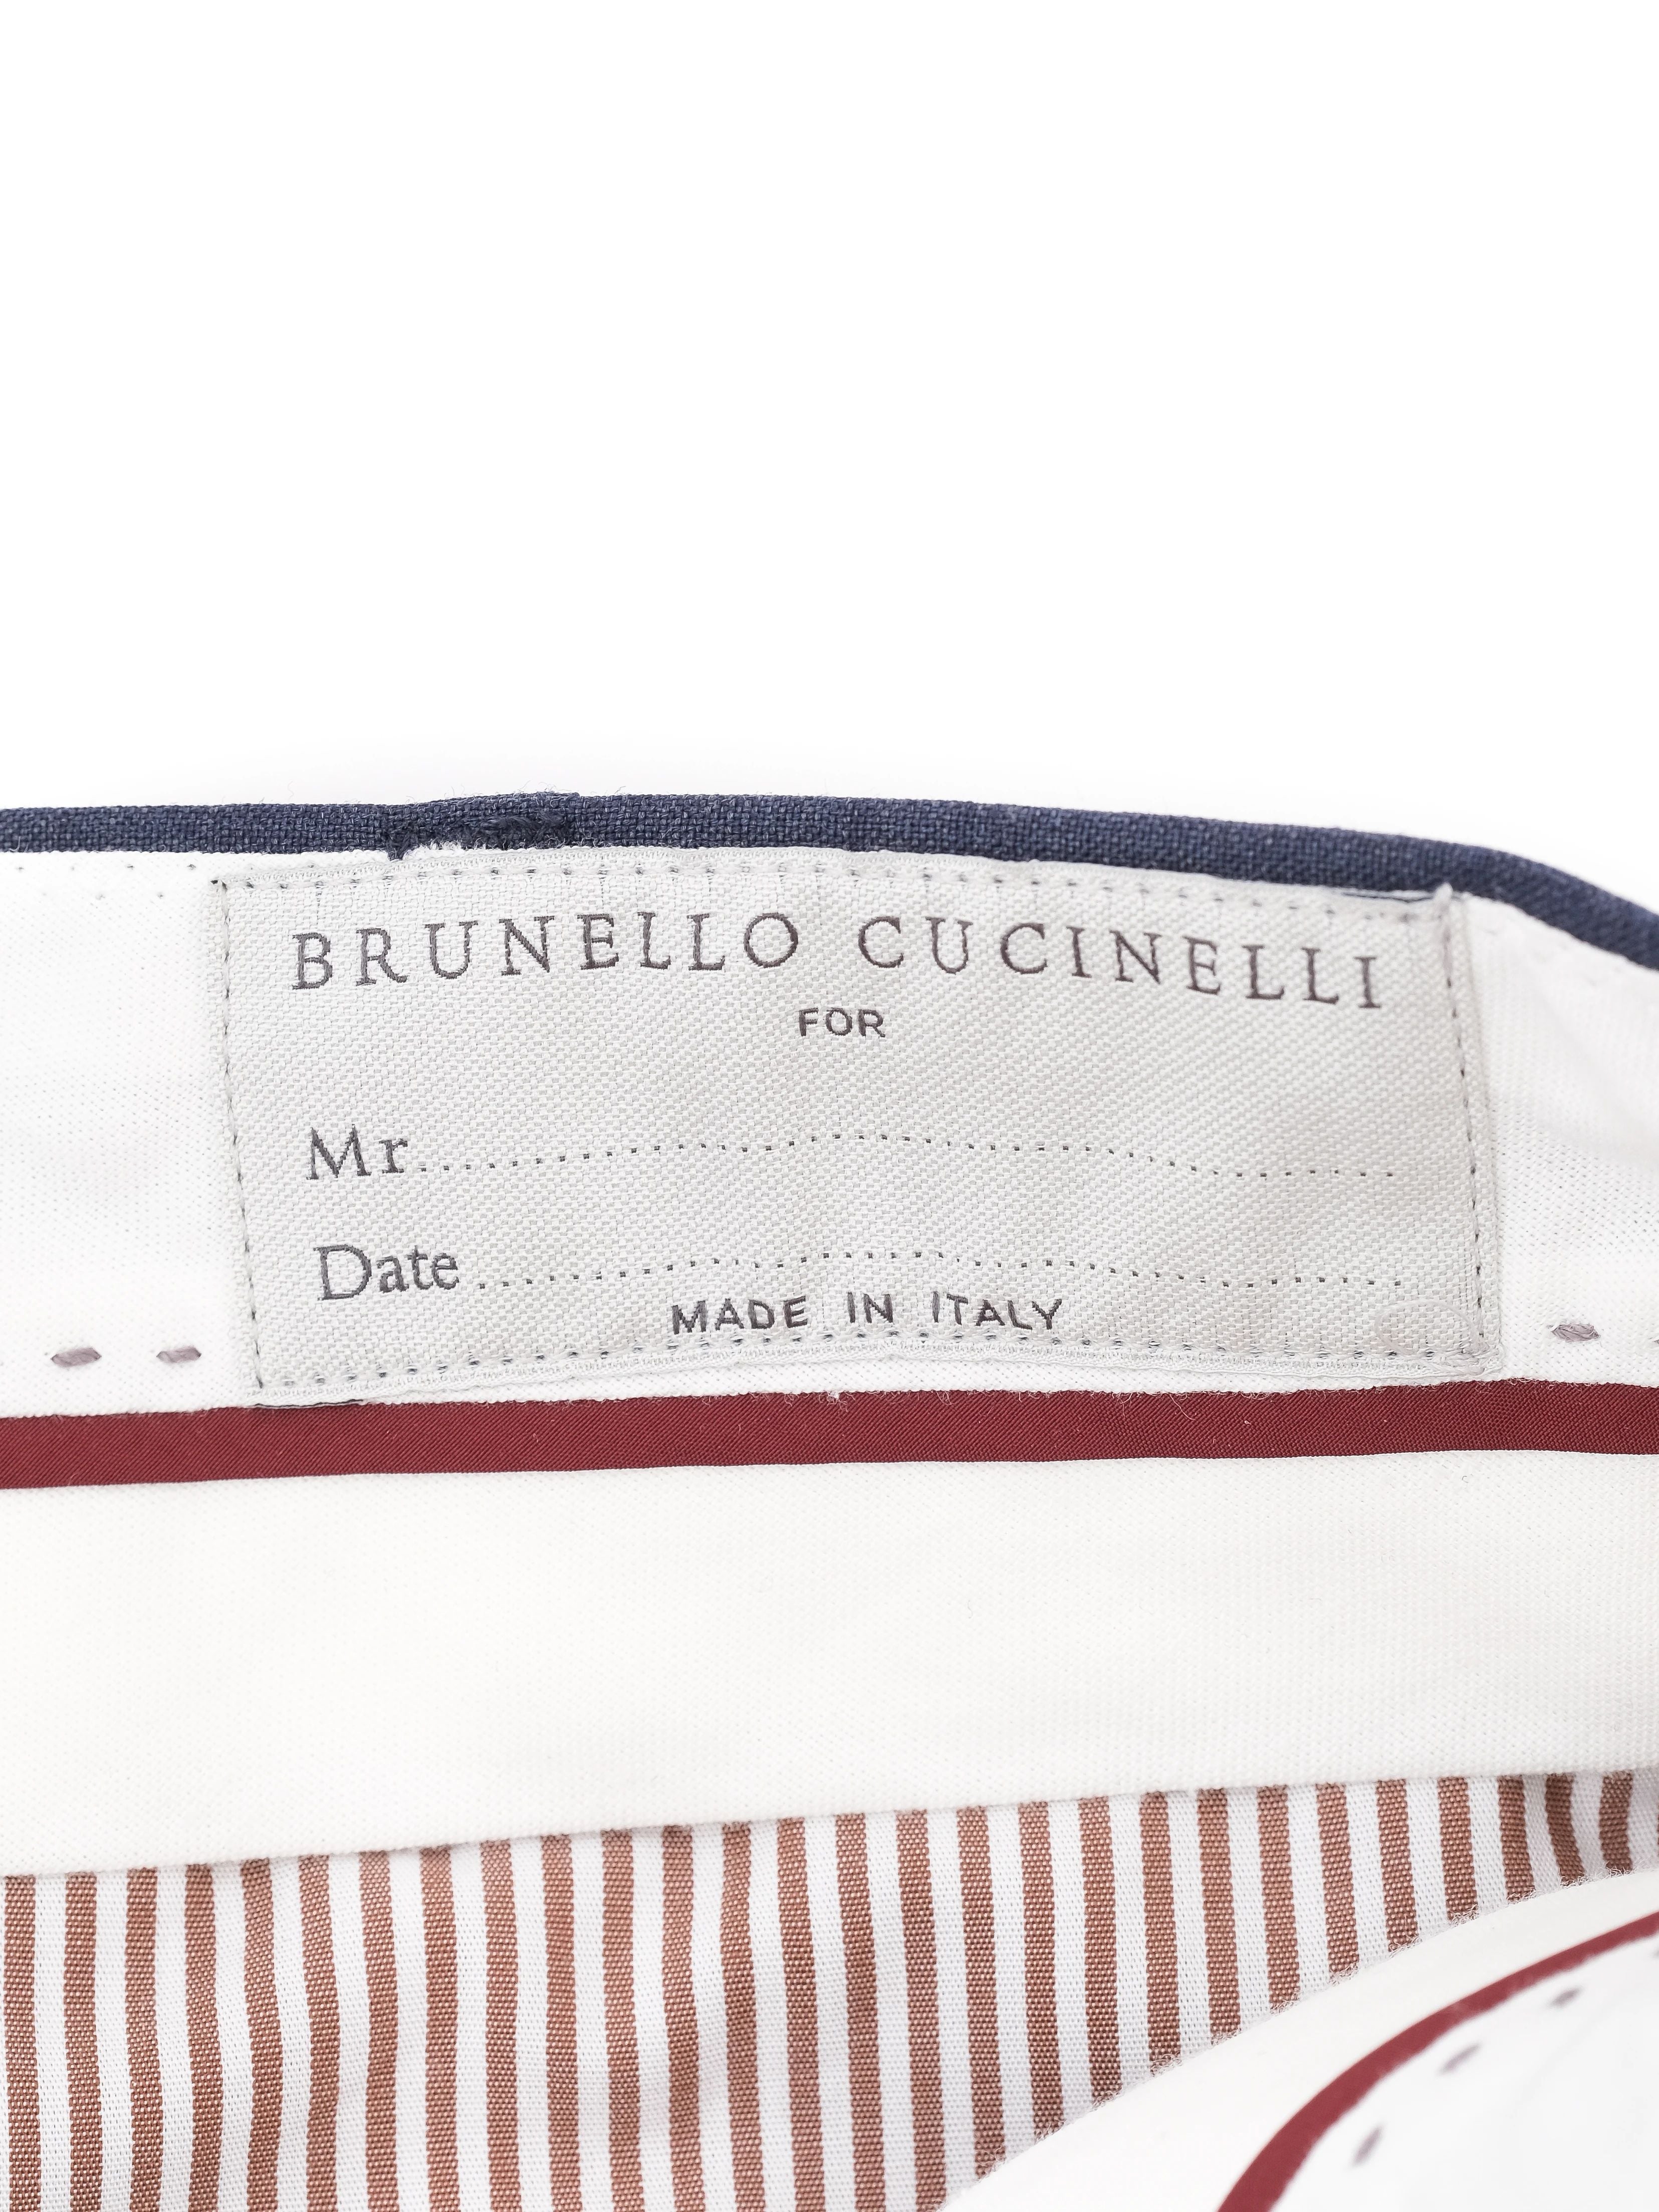 BRUNELLO CUCINELLI
FOR
Mr..............................................
Date..............................................
MADE IN ITALY